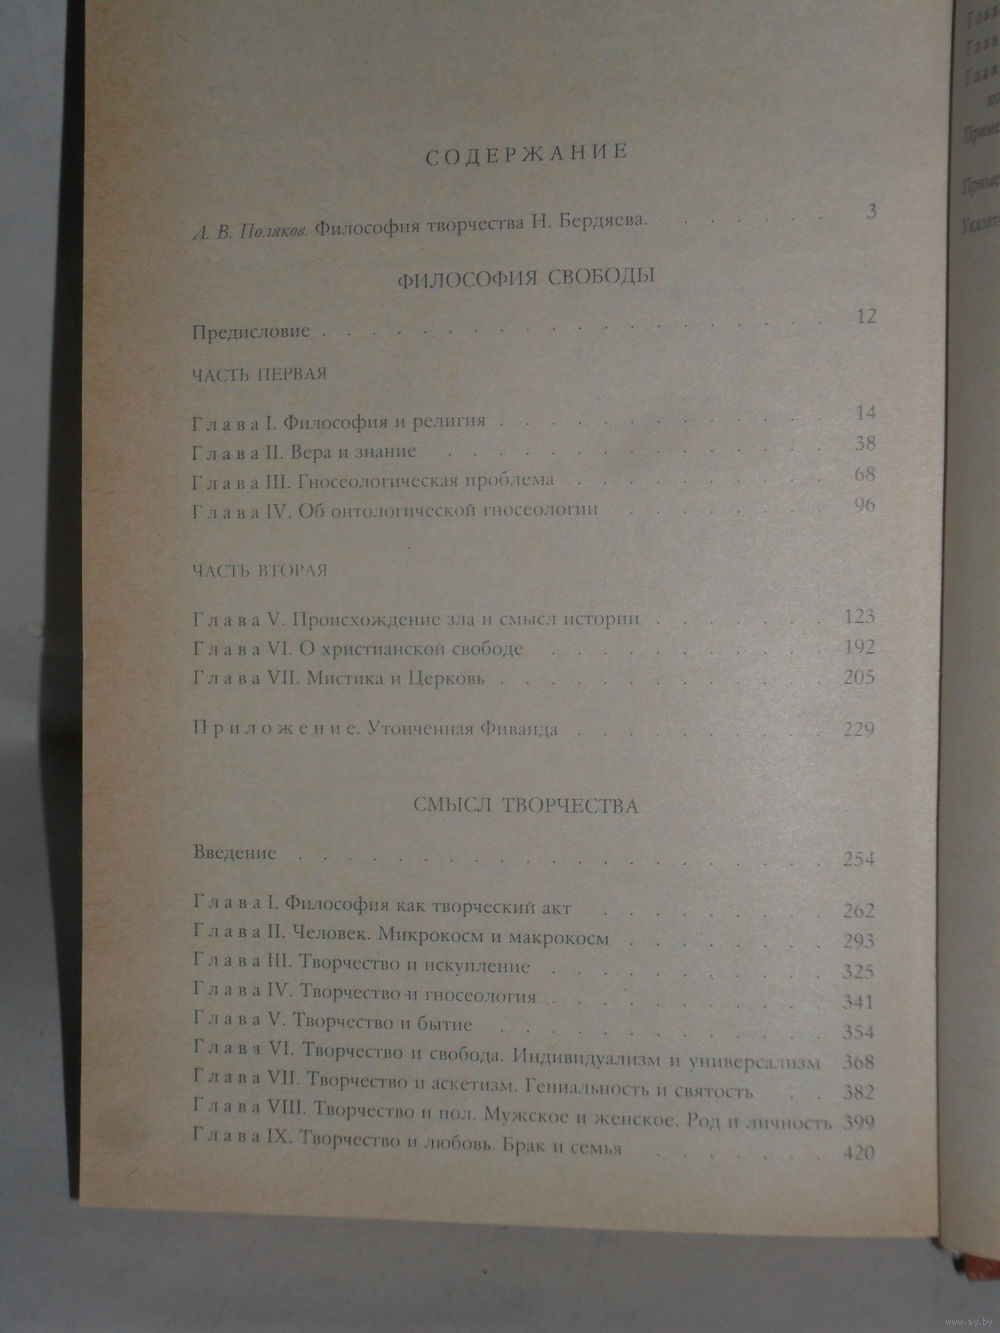 СОДЕРЖАНИЕ
А. В. Поляков. Философия творчества Н. Бердяева. . . . . . . 3
ФИЛОСОФИЯ СВОБОДЫ
Предисловие . . . . . . . . . . . . . . . . . . . . 12
ЧАСТЬ ПЕРВАЯ
Глава I. Философия и религия . . . . . . . . . . . . . 14
Глава II. Вера и знание . . . . . . . . . . . . . . . 38
Глава III. Гносеологическая проблема . . . . . . . . . . 68
Глава IV. Об онтологической гносеологии . . . . . . . . 96
ЧАСТЬ ВТОРАЯ
Глава V. Происхождение зла и смысл истории . . . . . . . 123
Глава VI. О христианской свободе . . . . . . . . . . . 192
Глава VII. Мистика и Церковь . . . . . . . . . . . . . 205
Приложение. Утонченная Фиваида . . . . . . . . . . 229
СМЫСЛ ТВОРЧЕСТВА
Введение . . . . . . . . . . . . . . . . . . . . . 254
Глава I. Философия как творческий акт . . . . . . . . . 262
Глава II. Человек. Микрокосм и макрокосм . . . . . . . . 293
Глава III. Творчество и искупление . . . . . . . . . . . 325
Глава IV. Творчество и гносеология . . . . . . . . . . . 341
Глава V. Творчество и бытие . . . . . . . . . . . . . 354
Глава VI. Творчество и свобода. Индивидуализм и универсализм 368
Глава VII. Творчество и аскетизм. Гениальность и святость . . 382
Глава VIII. Творчество и пол. Мужское и женское. Род и личность 399
Глава IX. Творчество и любовь. Брак и семья . . . . . . . 420
Глав
Глав
Глав
www.ay.by